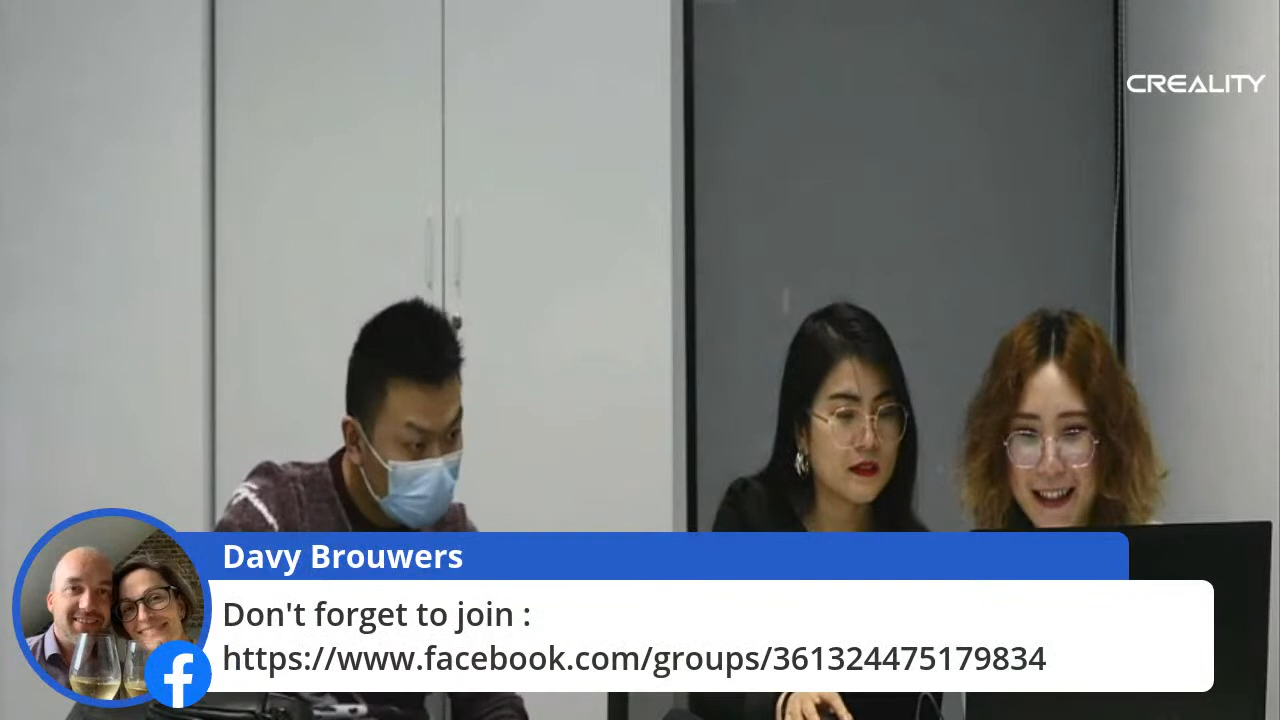 CREALITY
Davy Brouwers
Don't forget to join :
https://www.facebook.com/groups/361324475179834